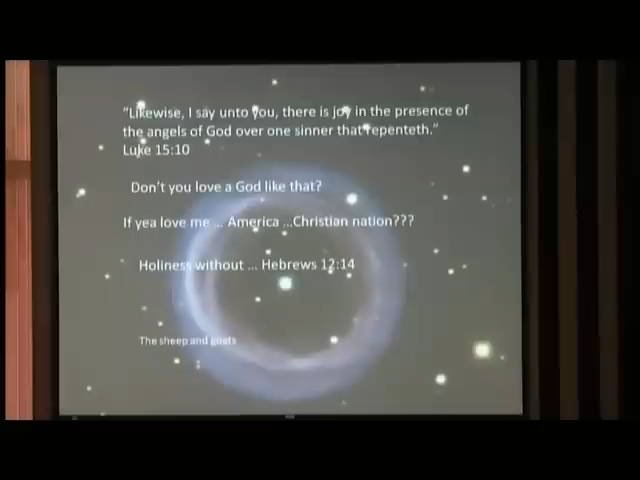 “Likewise, I say unto you, there is joy in the presence of
the angels of God over one sinner that repenteth.”
Luke 15:10
Don’t you love a God like that?
If yea love me … America …Christian nation???
Holiness without … Hebrews 12:14
The sheep and goats